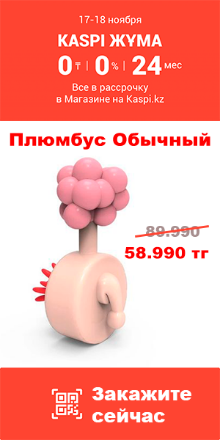 17-18 ноября
KASPI ЖҰМА
0 ₸ | 0 % | 24 мес
Все в рассрочку
в Магазине на Kaspi.kz
Плюмбус Обычный
89.990
58.990 тг
Закажите
сейчас